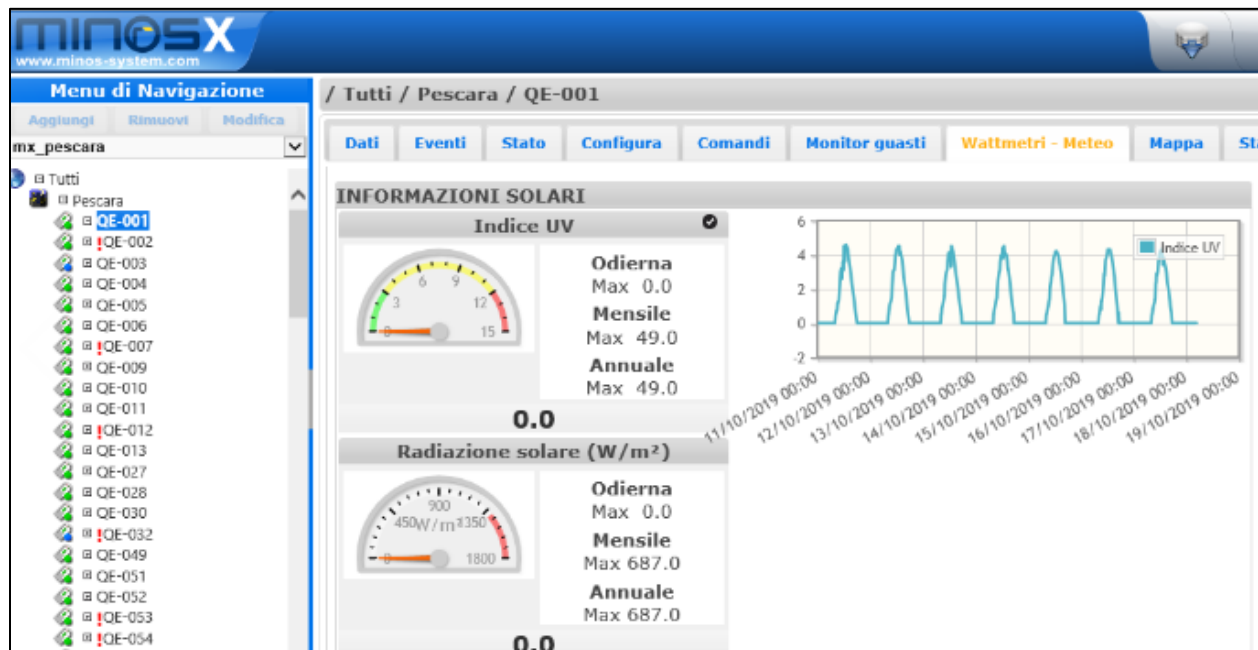 minosX
www.minos-system.com
Menu di Navigazione
Aggiungi Rimuovi Modifica
mx_pescara
Tutti
Pescara
QE-001
!QE-002
QE-003
QE-004
QE-005
QE-006
!QE-007
QE-009
QE-010
QE-011
!QE-012
QE-013
QE-027
QE-028
QE-030
!QE-032
QE-049
QE-051
QE-052
!QE-053
!QE-054
/ Tutti / Pescara / QE-001
Dati Eventi Stato Configura Comandi Monitor guasti Wattmetri - Meteo Mappa
INFORMAZIONI SOLARI
Indice UV
0 3 6 9 12 15
Odierna
Max 0.0
Mensile
Max 49.0
Annuale
Max 49.0
0.0
6
4
2
0
-2
Indice UV
11/10/2019 00:00
12/10/2019 00:00
13/10/2019 00:00
14/10/2019 00:00
15/10/2019 00:00
16/10/2019 00:00
17/10/2019 00:00
18/10/2019 00:00
19/10/2019 00:00
Radiazione solare (W/m²)
900
450 W/m² 1350
0 1800
Odierna
Max 0.0
Mensile
Max 687.0
Annuale
Max 687.0
0.0